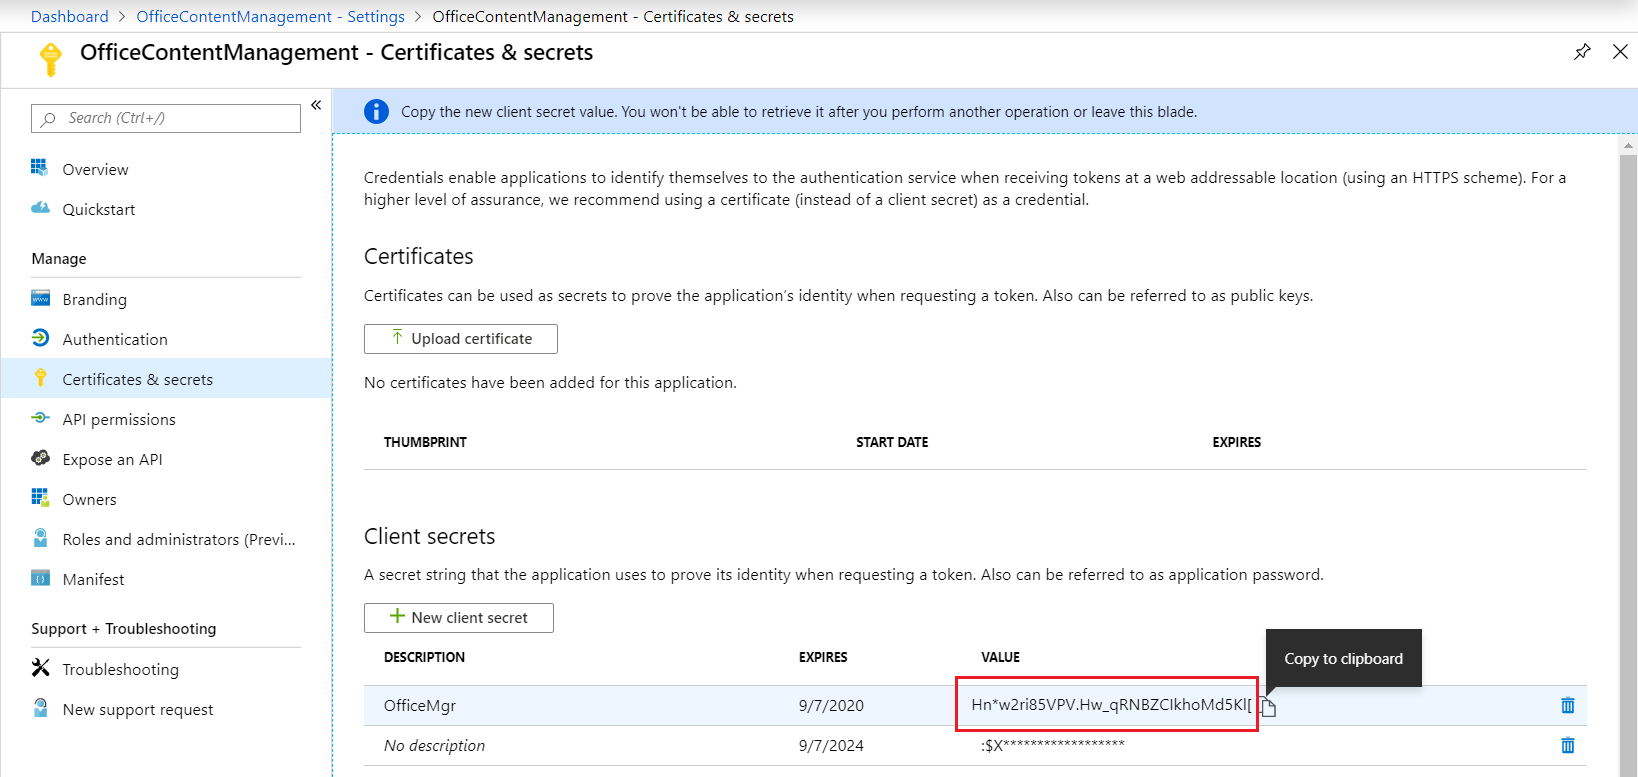 Dashboard > OfficeContentManagement - Settings > OfficeContentManagement - Certificates & secrets
OfficeContentManagement - Certificates & secrets
Search (Ctrl+/)
«
Copy the new client secret value. You won't be able to retrieve it after you perform another operation or leave this blade.
Overview
Quickstart
Manage
Branding
Authentication
Certificates & secrets
API permissions
Expose an API
Owners
Roles and administrators (Previ...
Manifest
Support + Troubleshooting
Troubleshooting
New support request
Credentials enable applications to identify themselves to the authentication service when receiving tokens at a web addressable location (using an HTTPS scheme). For a
higher level of assurance, we recommend using a certificate (instead of a client secret) as a credential.
Certificates
Certificates can be used as secrets to prove the application's identity when requesting a token. Also can be referred to as public keys.
Upload certificate
No certificates have been added for this application.
THUMBPRINT START DATE EXPIRES
Client secrets
A secret string that the application uses to prove its identity when requesting a token. Also can be referred to as application password.
New client secret
DESCRIPTION EXPIRES VALUE
Copy to clipboard
OfficeMgr 9/7/2020 Hn*w2ri85VPV.Hw_qRNBZCIkhoMd5Kl[
No description 9/7/2024 :$X******************